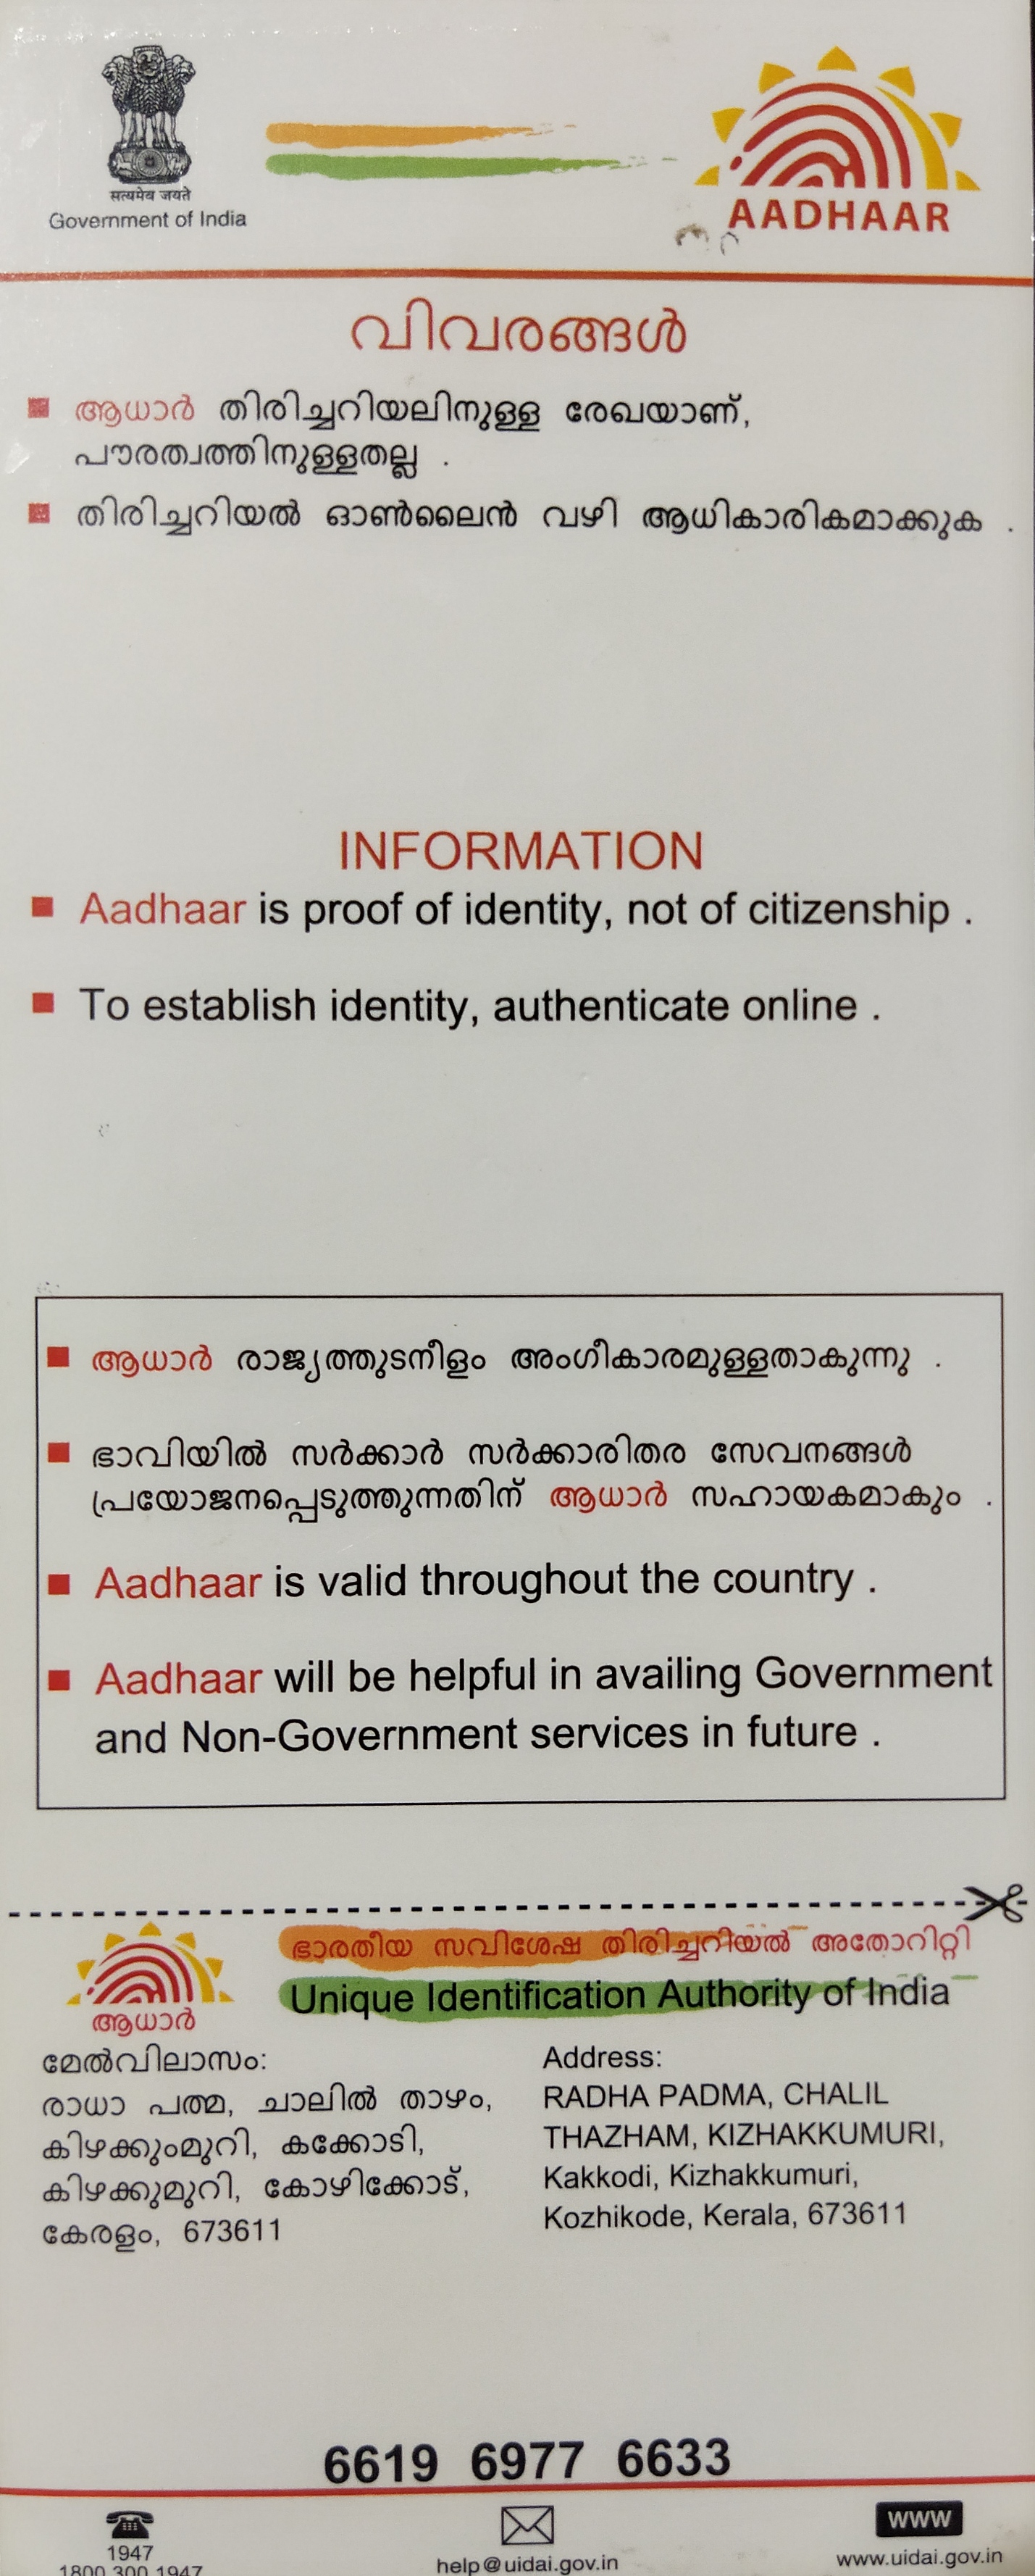 सत्यमेव जयते
Government of India
AADHAAR
വിവരങ്ങൾ
ആധാർ തിരിച്ചറിയലിനുള്ള രേഖയാണ്,
പൗരത്വത്തിനുള്ളതല്ല .
തിരിച്ചറിയൽ ഓൺലൈൻ വഴി ആധികാരികമാക്കുക .
INFORMATION
Aadhaar is proof of identity, not of citizenship .
To establish identity, authenticate online .
ആധാർ രാജ്യത്തുടനീളം അംഗീകാരമുള്ളതാകുന്നു .
ഭാവിയിൽ സർക്കാർ സർക്കാരിതര സേവനങ്ങൾ
പ്രയോജനപ്പെടുത്തുന്നതിന് ആധാർ സഹായകമാകും .
Aadhaar is valid throughout the country .
Aadhaar will be helpful in availing Government
and Non-Government services in future .
ഭാരതീയ സവിശേഷ തിരിച്ചറിയൽ അതോറിറ്റി
Unique Identification Authority of India
ആധാർ
മേൽവിലാസം:
രാധാ പത്മ, ചാലിൽ താഴം,
കിഴക്കുംമുറി, കക്കോടി,
കിഴക്കുമുറി, കോഴിക്കോട്,
കേരളം, 673611
Address:
RADHA PADMA, CHALIL
THAZHAM, KIZHAKKUMURI,
Kakkodi, Kizhakkumuri,
Kozhikode, Kerala, 673611
6619 6977 6633
1947
1800 300 1947
help@uidai.gov.in
www
www.uidai.gov.in